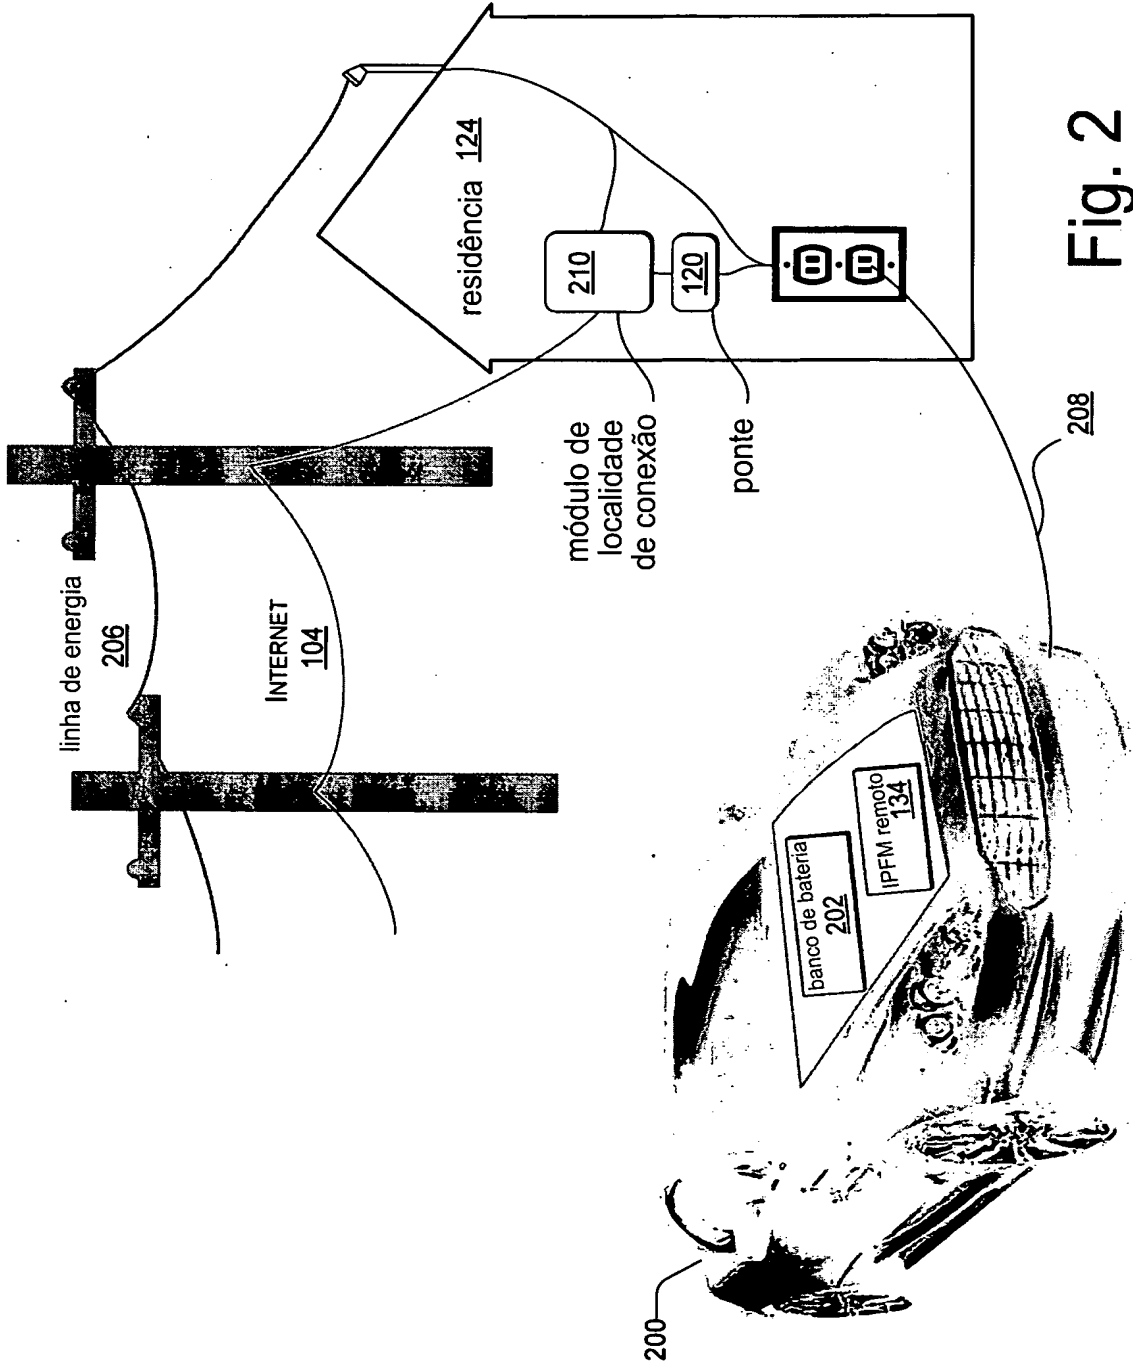 linha de energia
206
INTERNET
104
residência 124
210
120
módulo de
localidade
de conexão
ponte
208
banco de bateria
202
IPFM remoto
134
200
Fig. 2